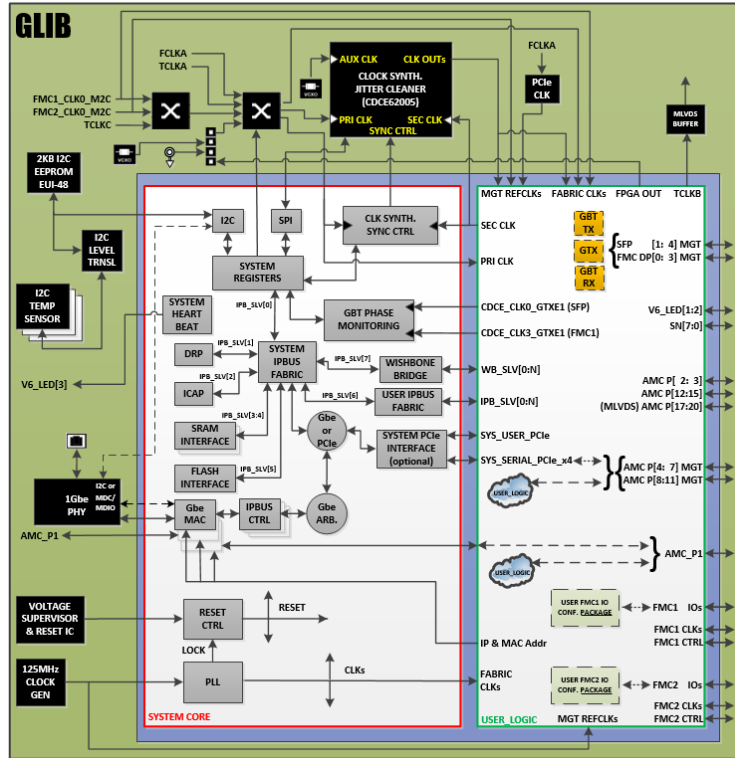 GLIB
FCLKA
TCLKA
FMC1_CLK0_M2C
FMC2_CLK0_M2C
TCLKC
VCXO
AUX CLK
CLK OUTs
CLOCK SYNTH.
JITTER CLEANER
(CDCE62005)
PRI CLK
SEC CLK
SYNC CTRL
VCXO
FCLKA
PCIe
CLK
MLVDS
BUFFER
2KB I2C
EEPROM
EUI-48
I2C
LEVEL
TRNSL
I2C
TEMP
SENSOR
V6_LED[3]
I2C or
MDC/
MDIO
1Gbe
PHY
AMC_P1
VOLTAGE
SUPERVISOR
& RESET IC
125MHz
CLOCK
GEN
I2C
SPI
CLK SYNTH.
SYNC CTRL
SYSTEM
REGISTERS
SYSTEM
HEART
BEAT
IPB_SLV[0]
GBT PHASE
MONITORING
DRP
IPB_SLV[1]
SYSTEM
IPBUS
FABRIC
IPB_SLV[7]
WISHBONE
BRIDGE
ICAP
IPB_SLV[2]
IPB_SLV[6]
USER IPBUS
FABRIC
IPB_SLV[3:4]
SRAM
INTERFACE
Gbe
or
PCIe
SYSTEM PCIe
INTERFACE
(optional)
IPB_SLV[5]
FLASH
INTERFACE
Gbe
MAC
IPBUS
CTRL
Gbe
ARB.
RESET
CTRL
RESET
LOCK
PLL
CLKs
SYSTEM CORE
MGT REFCLKs
FABRIC CLKs
FPGA OUT
TCLKB
SEC CLK
PRI CLK
GBT
TX
GTX
GBT
RX
SFP [1: 4] MGT
FMC DP[0: 3] MGT
CDCE_CLK0_GTXE1 (SFP)
CDCE_CLK3_GTXE1 (FMC1)
V6_LED[1:2]
SN[7:0]
WB_SLV[0:N]
IPB_SLV[0:N]
AMC P[ 2: 3]
AMC P[12:15]
(MLVDS) AMC P[17:20]
SYS_USER_PCIe
SYS_SERIAL_PCIe_x4
AMC P[4: 7] MGT
AMC P[8:11] MGT
USER_LOGIC
AMC_P1
USER_LOGIC
USER FMC1 IO
CONF. PACKAGE
FMC1 IOs
FMC1 CLKs
FMC1 CTRL
IP & MAC Addr
FABRIC
CLKs
USER FMC2 IO
CONF. PACKAGE
FMC2 IOs
FMC2 CLKs
FMC2 CTRL
MGT REFCLKs
USER_LOGIC